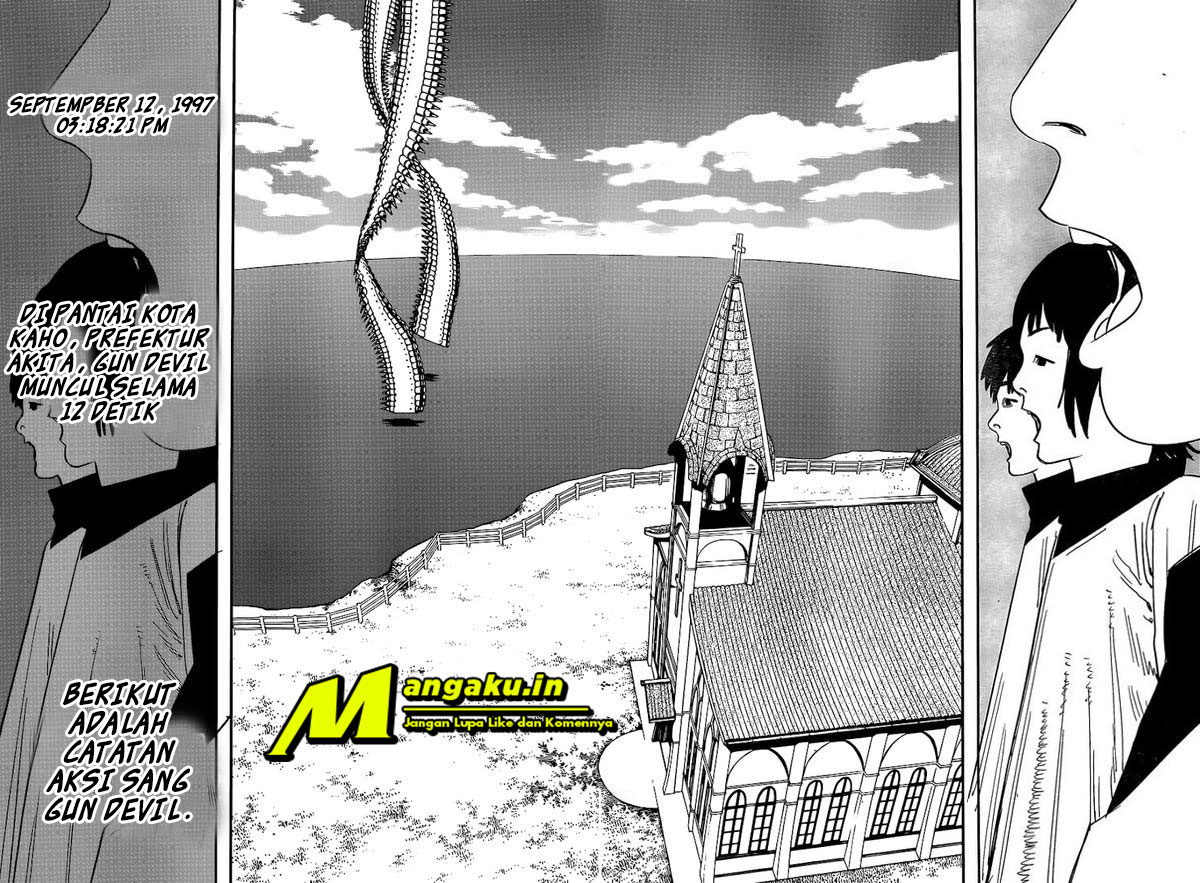 SEPTEMPBER 12, 1997
03:18:21 PM
DI PANTAI KOTA
KAHO, PREFEKTUR
AKITA, GUN DEVIL
MUNCUL SELAMA
12 DETIK
BERIKUT
ADALAH
CATATAN
AKSI SANG
GUN DEVIL.
Mangaku.in
Jangan Lupa Like dan Komennya